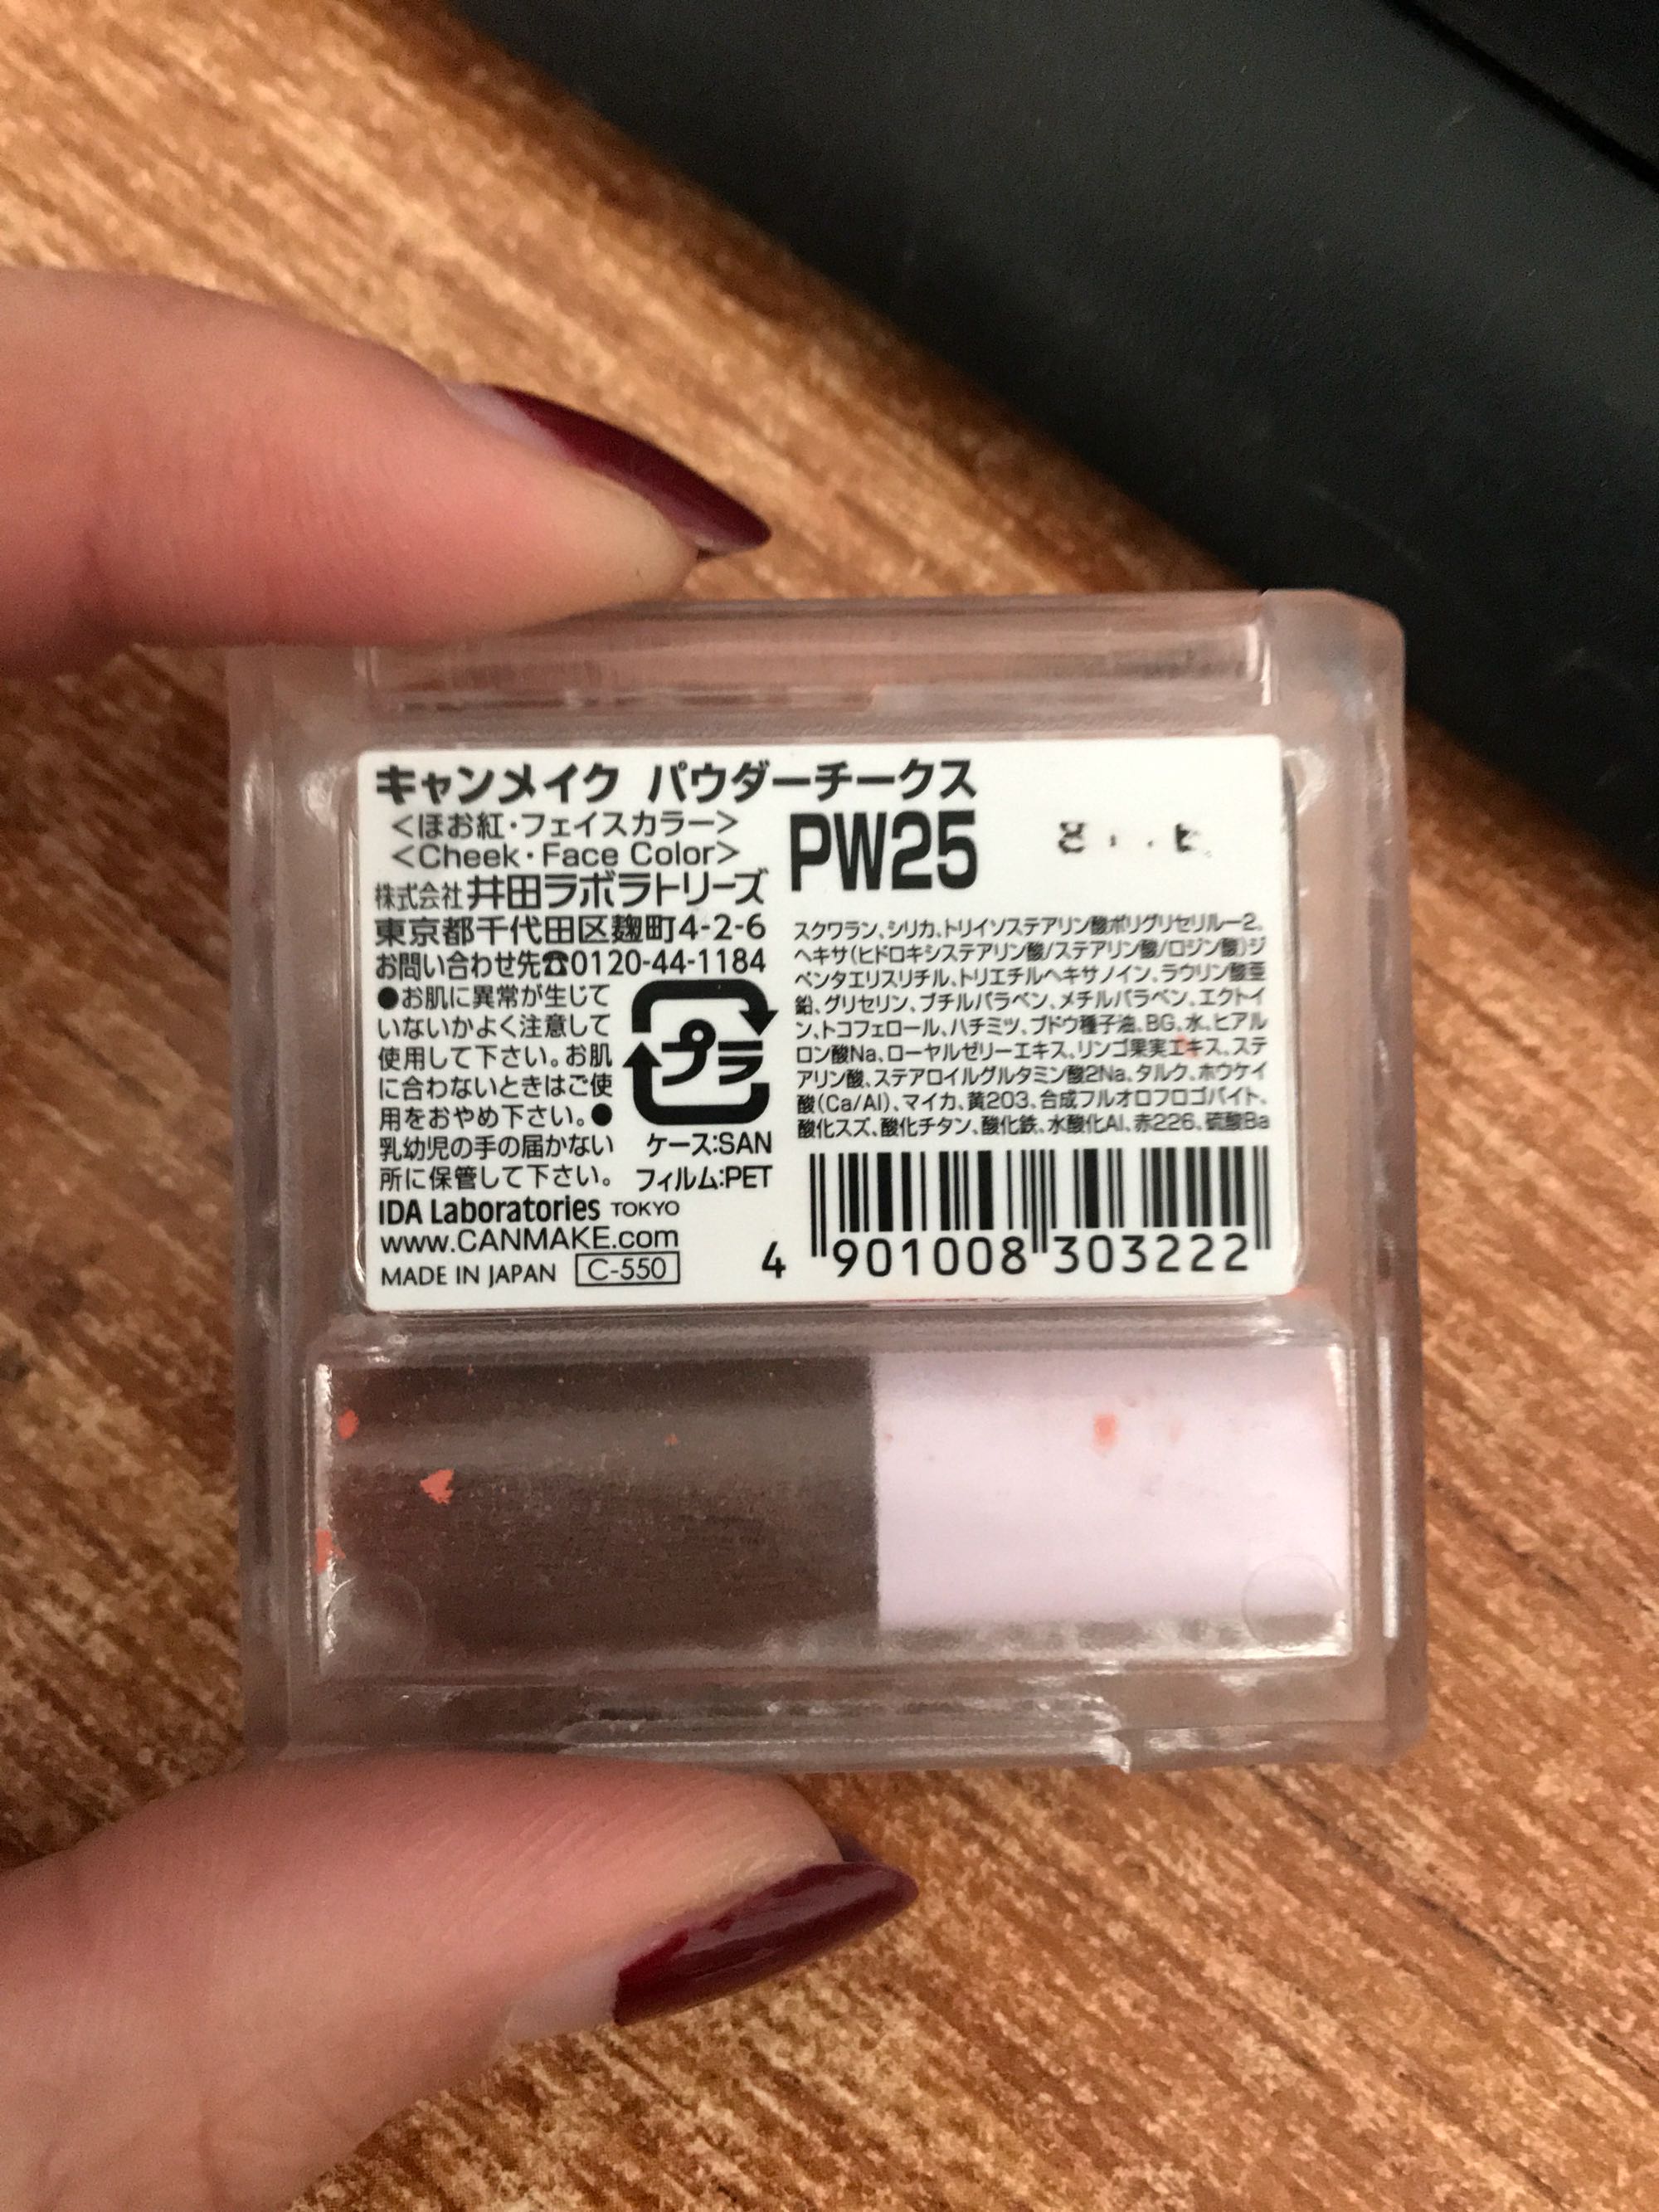 キャンメイク パウダーチークス
<ほお紅・フェイスカラー>
<Cheek・Face Color>
PW25
株式会社 井田ラボラトリーズ
東京都千代田区麹町4-2-6
お問い合わせ先☎0120-44-1184
●お肌に異常が生じて
いないかよく注意して
使用して下さい。お肌
に合わないときはご使
用をおやめ下さい。●
乳幼児の手の届かない
所に保管して下さい。
プラ
ケース:SAN
フィルム:PET
IDA Laboratories TOKYO
www.CANMAKE.com
MADE IN JAPAN C-550
スクワラン、シリカ、トリイソステアリン酸ポリグリセリル−2、
ヘキサ(ヒドロキシステアリン酸/ステアリン酸/ロジン酸)ジ
ペンタエリスリチル、トリエチルヘキサノイン、ラウリン酸亜
鉛、グリセリン、ブチルパラベン、メチルパラベン、エクトイ
ン、トコフェロール、ハチミツ、ブドウ種子油、BG、水、ヒアル
ロン酸Na、ローヤルゼリーエキス、リンゴ果実エキス、ステ
アリン酸、ステアロイルグルタミン酸2Na、タルク、ホウケイ
酸(Ca/Al)、マイカ、黄203、合成フルオロフロゴパイト、
酸化スズ、酸化チタン、酸化鉄、水酸化Al、赤226、硫酸Ba
4 901008 303222